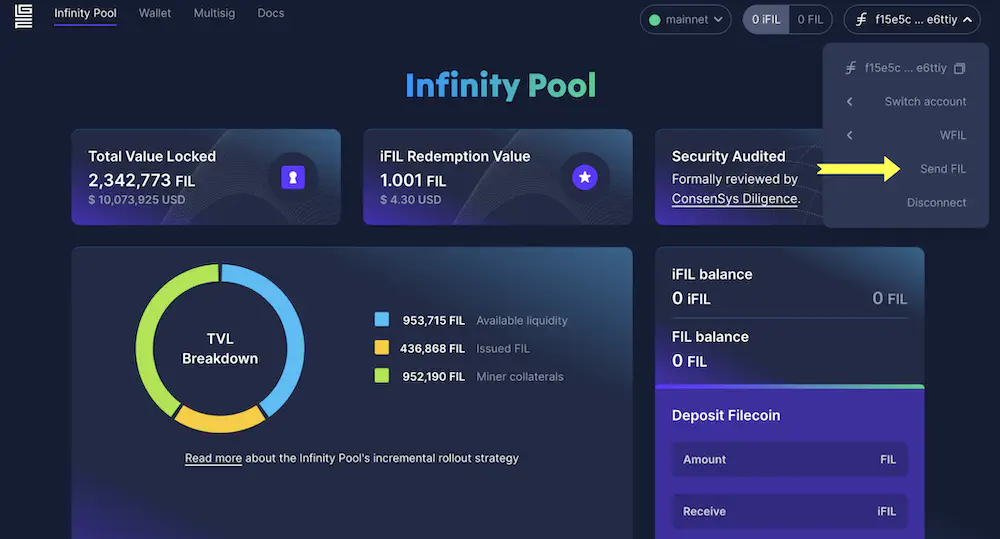 Infinity Pool Wallet Multisig Docs
mainnet 0 iFIL 0 FIL f15e5c ... e6ttiy
f15e5c ... e6ttiy
Switch account
WFIL
Send FIL
Disconnect
Infinity Pool
Total Value Locked
2,342,773 FIL
$ 10,073,925 USD
iFIL Redemption Value
1.001 FIL
$ 4.30 USD
Security Audited
Formally reviewed by
ConsenSys Diligence.
TVL
Breakdown
953,715 FIL Available liquidity
436,868 FIL Issued FIL
952,190 FIL Miner collaterals
Read more about the Infinity Pool's incremental rollout strategy
iFIL balance
0 iFIL 0 FIL
FIL balance
0 FIL
Deposit Filecoin
Amount FIL
Receive iFIL